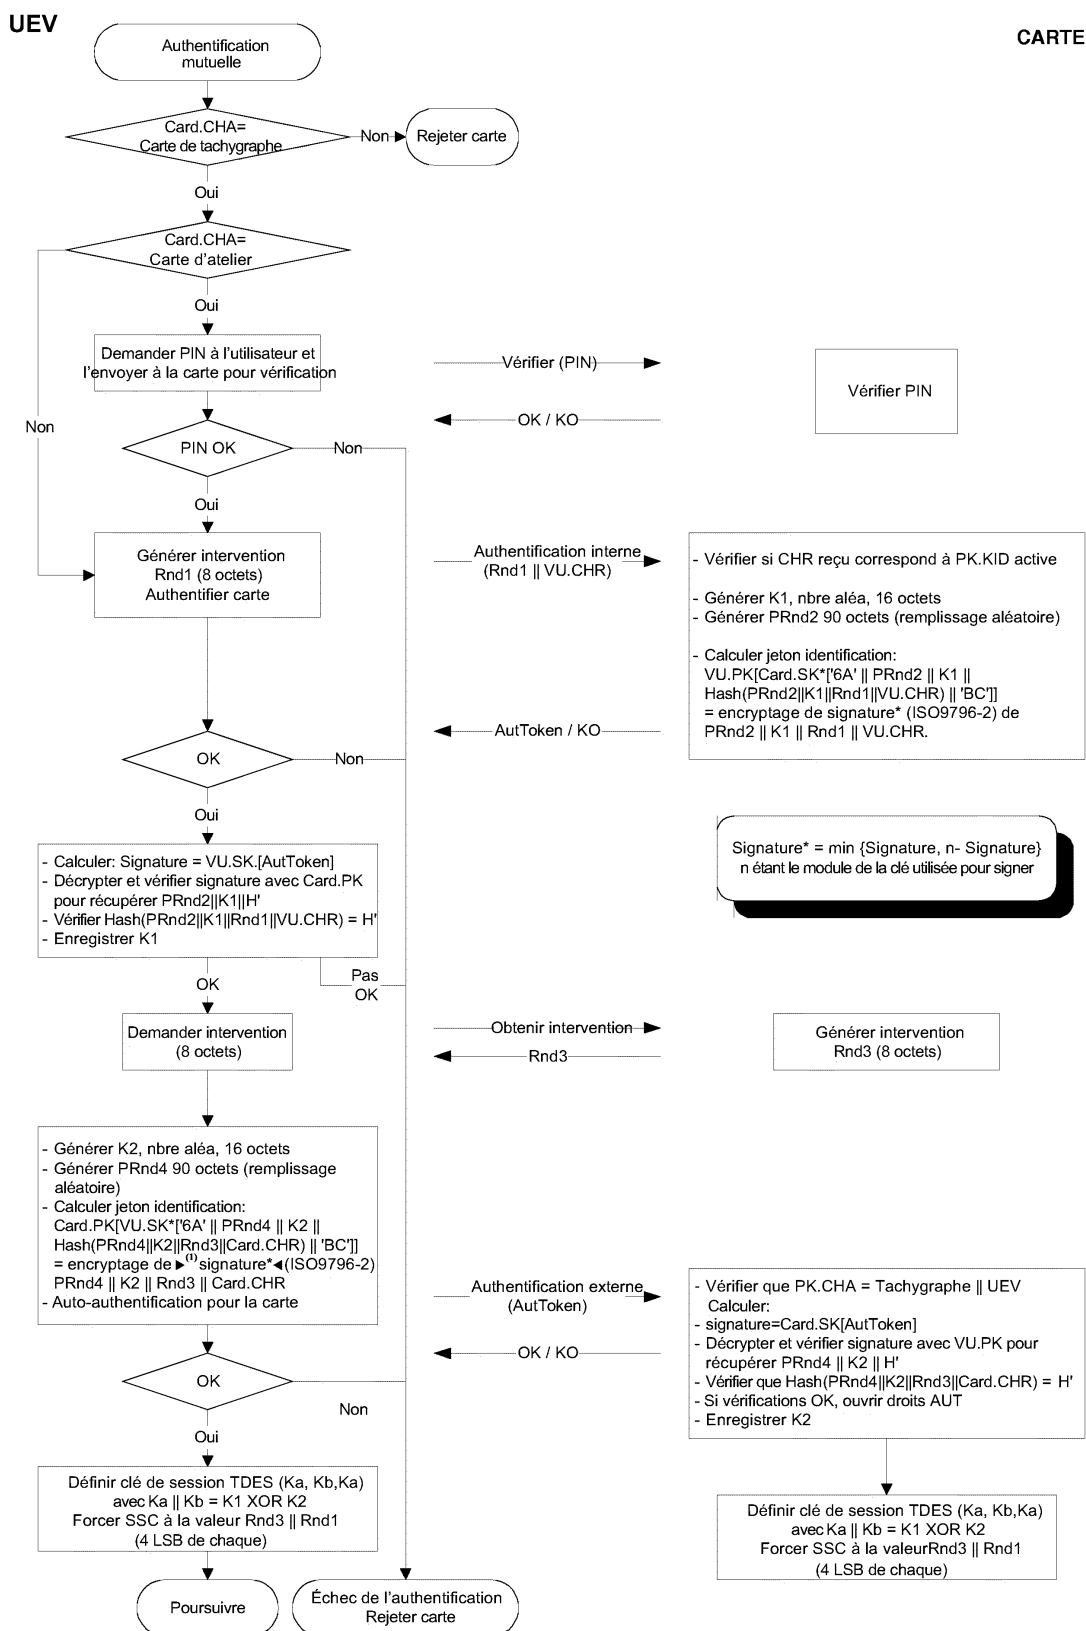 UEV
CARTE
Authentification
mutuelle
Card.CHA=
Carte de tachygraphe
Non
Rejeter carte
Oui
Card.CHA=
Carte d'atelier
Oui
Demander PIN à l'utilisateur et
l'envoyer à la carte pour vérification
Vérifier (PIN)
Vérifier PIN
OK / KO
Non
PIN OK
Non
Oui
Générer intervention
Rnd1 (8 octets)
Authentifier carte
Authentification interne
(Rnd1 || VU.CHR)
- Vérifier si CHR reçu correspond à PK.KID active
- Générer K1, nbre aléa, 16 octets
- Générer PRnd2 90 octets (remplissage aléatoire)
- Calculer jeton identification:
VU.PK[Card.SK*['6A' || PRnd2 || K1 ||
Hash(PRnd2||K1||Rnd1||VU.CHR) || 'BC']]
= encryptage de signature* (ISO9796-2) de
PRnd2 || K1 || Rnd1 || VU.CHR.
AutToken / KO
OK
Non
Oui
Signature* = min {Signature, n- Signature}
n étant le module de la clé utilisée pour signer
- Calculer: Signature = VU.SK.[AutToken]
- Décrypter et vérifier signature avec Card.PK
pour récupérer PRnd2||K1||H'
- Vérifier Hash(PRnd2||K1||Rnd1||VU.CHR) = H'
- Enregistrer K1
OK
Pas
OK
Demander intervention
(8 octets)
Obtenir intervention
Rnd3
Générer intervention
Rnd3 (8 octets)
- Générer K2, nbre aléa, 16 octets
- Générer PRnd4 90 octets (remplissage
aléatoire)
- Calculer jeton identification:
Card.PK[VU.SK*['6A' || PRnd4 || K2 ||
Hash(PRnd4||K2||Rnd3||Card.CHR) || 'BC']]
= encryptage de ►(1) signature*◄(ISO9796-2)
PRnd4 || K2 || Rnd3 || Card.CHR
- Auto-authentification pour la carte
Authentification externe
(AutToken)
OK / KO
- Vérifier que PK.CHA = Tachygraphe || UEV
Calculer:
- signature=Card.SK[AutToken]
- Décrypter et vérifier signature avec VU.PK pour
récupérer PRnd4 || K2 || H'
- Vérifier que Hash(PRnd4||K2||Rnd3||Card.CHR) = H'
- Si vérifications OK, ouvrir droits AUT
- Enregistrer K2
OK
Non
Oui
Définir clé de session TDES (Ka, Kb,Ka)
avec Ka || Kb = K1 XOR K2
Forcer SSC à la valeur Rnd3 || Rnd1
(4 LSB de chaque)
Définir clé de session TDES (Ka, Kb,Ka)
avec Ka || Kb = K1 XOR K2
Forcer SSC à la valeurRnd3 || Rnd1
(4 LSB de chaque)
Poursuivre
Échec de l'authentification
Rejeter carte